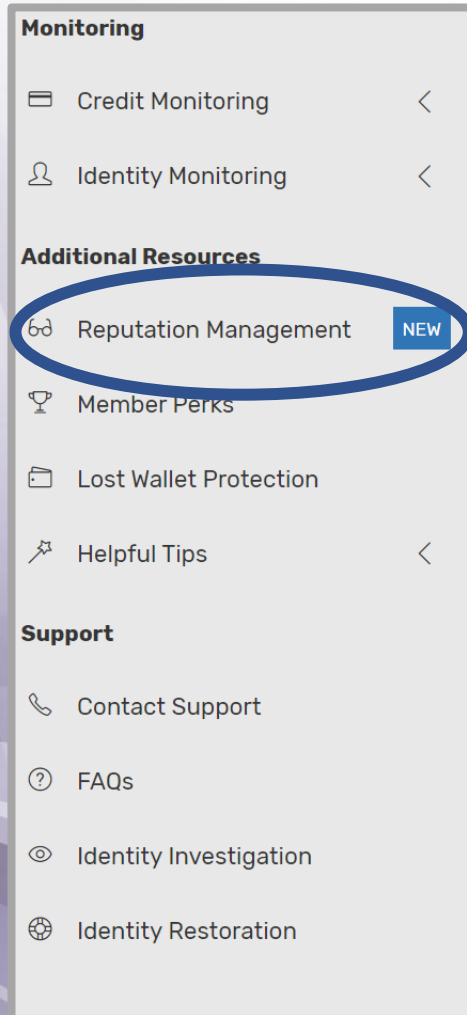 Monitoring
Credit Monitoring
Identity Monitoring
Additional Resources
Reputation Management NEW
Member Perks
Lost Wallet Protection
Helpful Tips
Support
Contact Support
FAQs
Identity Investigation
Identity Restoration